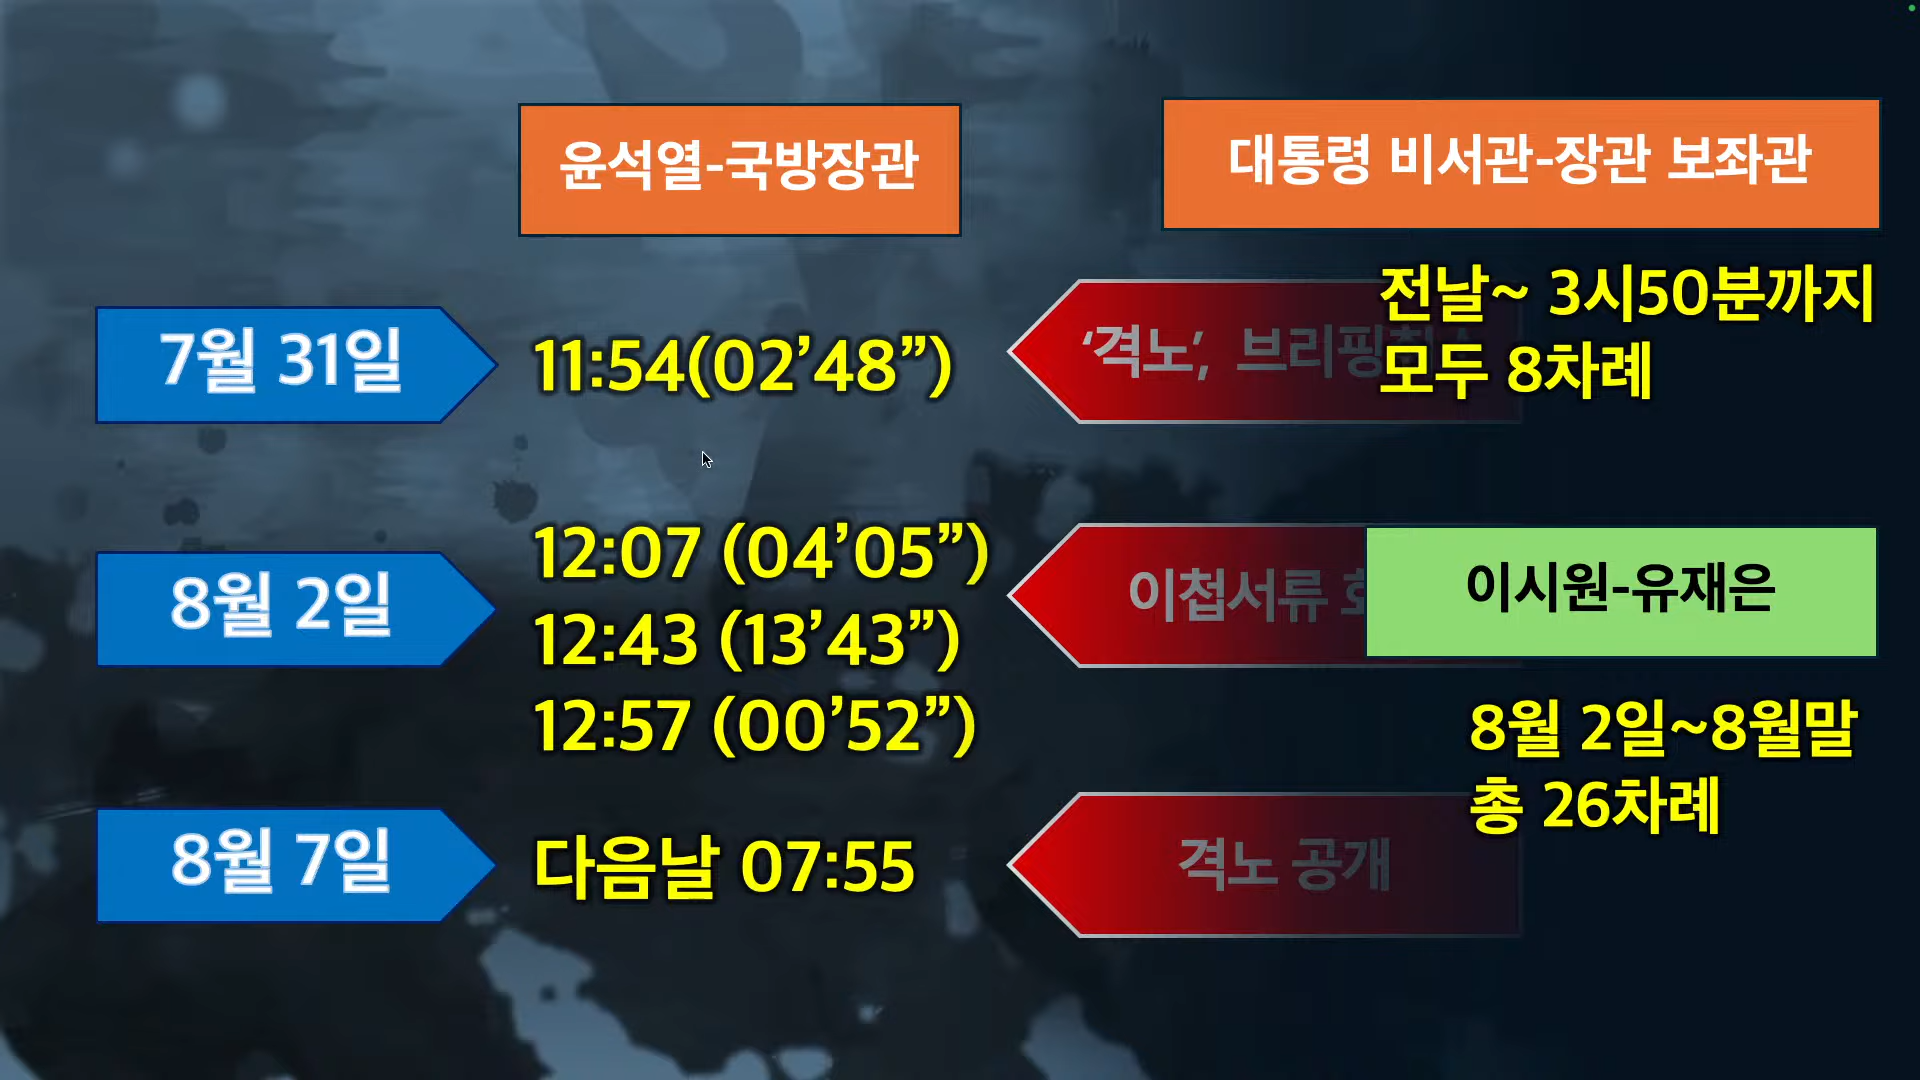 윤석열-국방장관
대통령 비서관-장관 보좌관
7월 31일
11:54(02’48”)
‘격노’, 브리핑
전날~ 3시50분까지
모두 8차례
8월 2일
12:07 (04’05”)
12:43 (13’43”)
12:57 (00’52”)
이첩서류
이시원-유재은
8월 2일~8월말
총 26차례
8월 7일
다음날 07:55
격노 공개